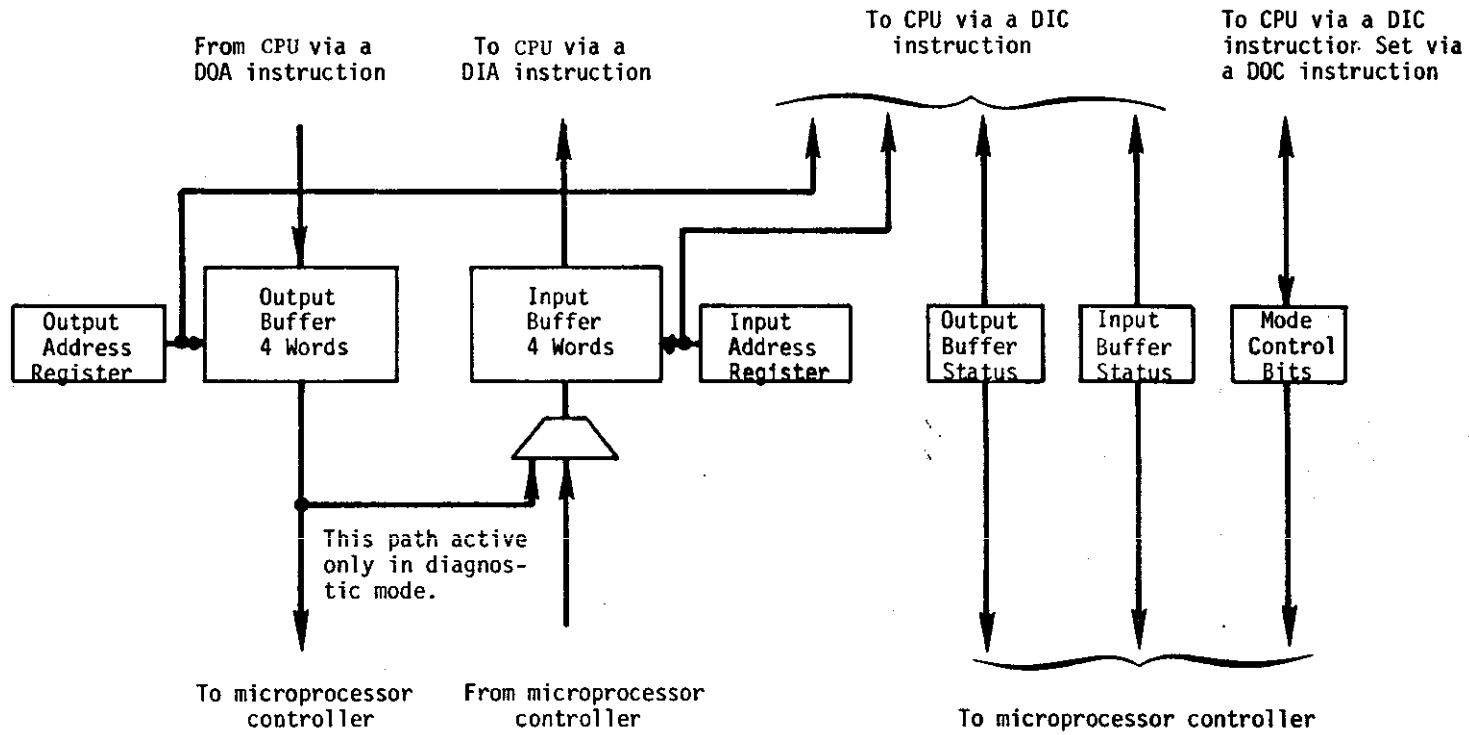 From CPU via a
DOA instruction
To CPU via a
DIA instruction
To CPU via a DIC
instruction
To CPU via a DIC
instruction. Set via
a DOC instruction
Output
Address
Register
Output
Buffer
4 Words
Input
Buffer
4 Words
Input
Address
Register
Output
Buffer
Status
Input
Buffer
Status
Mode
Control
Bits
This path active
only in diagnos-
tic mode.
To microprocessor
controller
From microprocessor
controller
To microprocessor controller